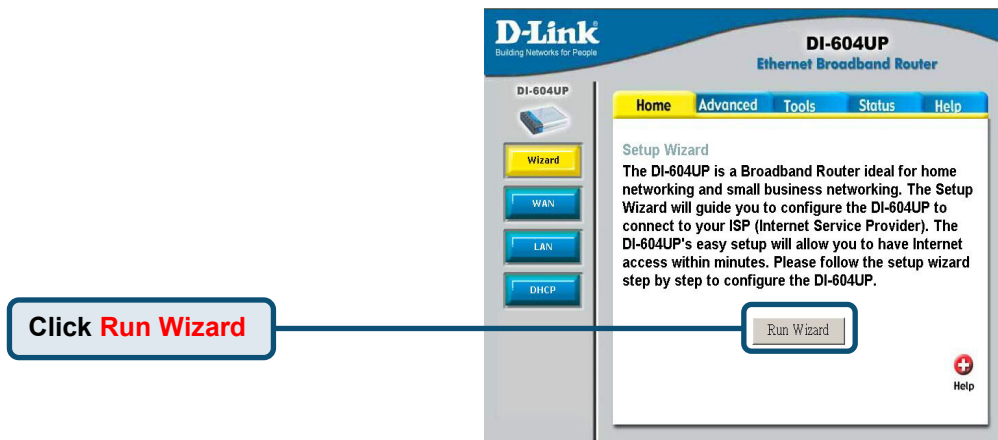 D-Link
Building Networks for People
DI-604UP
Ethernet Broadband Router
DI-604UP
Home Advanced Tools Status Help
Wizard
WAN
LAN
DHCP
Setup Wizard
The DI-604UP is a Broadband Router ideal for home
networking and small business networking. The Setup
Wizard will guide you to configure the DI-604UP to
connect to your ISP (Internet Service Provider). The
DI-604UP's easy setup will allow you to have Internet
access within minutes. Please follow the setup wizard
step by step to configure the DI-604UP.
Click Run Wizard
Run Wizard
Help